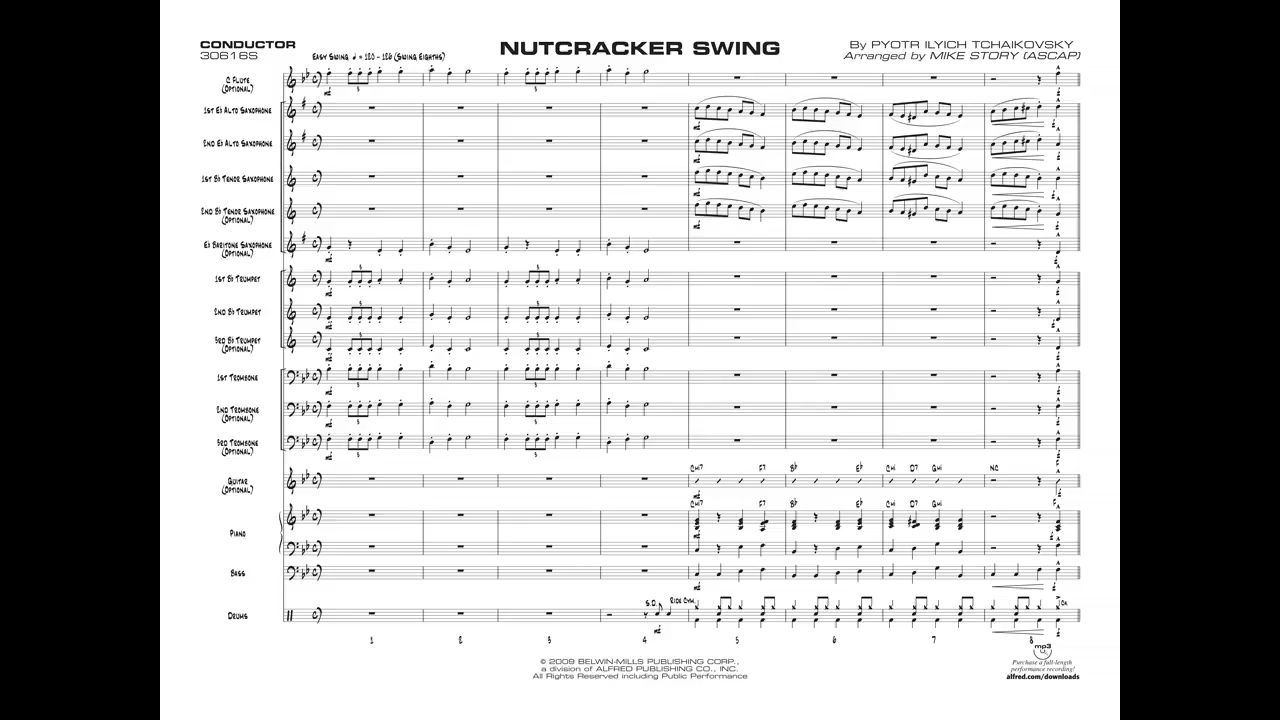 CONDUCTOR
30616S
NUTCRACKER SWING
By PYOTR ILYICH TCHAIKOVSKY
Arranged by MIKE STORY (ASCAP)
EASY SWING ♩ = 120 - 126 (SWING EIGHTHS)
C FLUTE
(OPTIONAL)
1ST E♭ ALTO SAXOPHONE
2ND E♭ ALTO SAXOPHONE
1ST B♭ TENOR SAXOPHONE
2ND B♭ TENOR SAXOPHONE
(OPTIONAL)
E♭ BARITONE SAXOPHONE
(OPTIONAL)
1ST B♭ TRUMPET
2ND B♭ TRUMPET
3RD B♭ TRUMPET
(OPTIONAL)
1ST TROMBONE
2ND TROMBONE
(OPTIONAL)
3RD TROMBONE
(OPTIONAL)
CMI7 F7 B♭ E♭ CMI D7 GMI NC F
GUITAR
(OPTIONAL)
CMI7 F7 B♭ E♭ CMI D7 GMI F
PIANO
BASS
S.D. RIDE CYM.
DRUMS
1 2 3 4 5 6 7 8
mp3
© 2009 BELWIN-MILLS PUBLISHING CORP.,
a division of ALFRED PUBLISHING CO., INC.
All Rights Reserved including Public Performance
Purchase a full-length
performance recording!
alfred.com/downloads